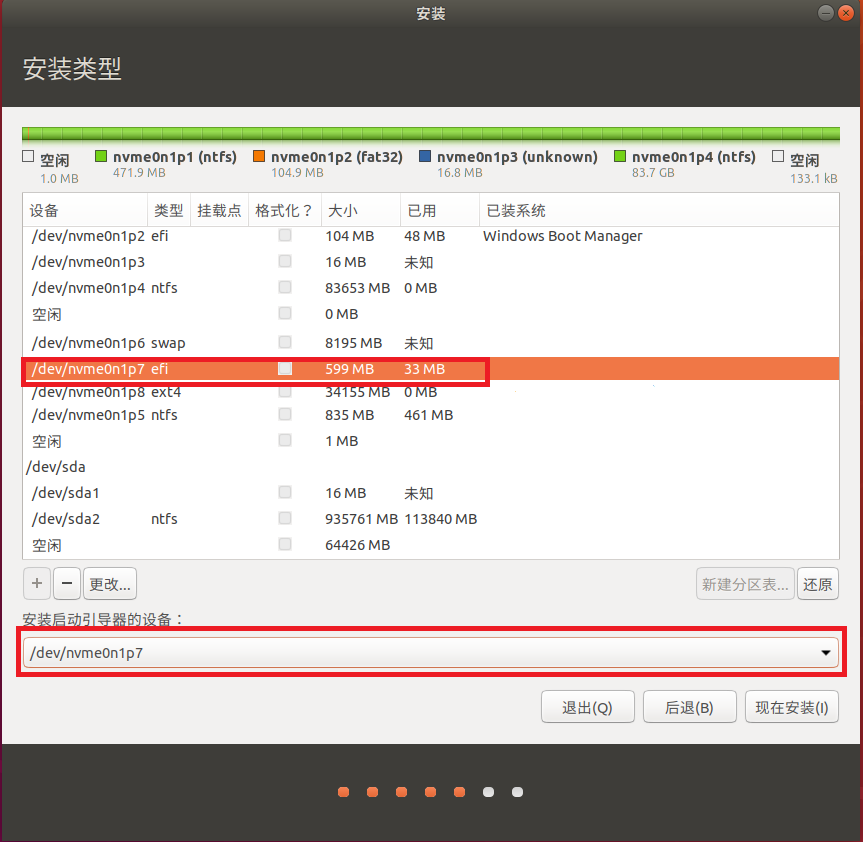 安装
安装类型
空闲 nvme0n1p1 (ntfs) nvme0n1p2 (fat32) nvme0n1p3 (unknown) nvme0n1p4 (ntfs) 空闲
1.0 MB 471.9 MB 104.9 MB 16.8 MB 83.7 GB 133.1 kB
设备 类型 挂载点 格式化？ 大小 已用 已装系统
/dev/nvme0n1p2 efi 104 MB 48 MB Windows Boot Manager
/dev/nvme0n1p3 16 MB 未知
/dev/nvme0n1p4 ntfs 83653 MB 0 MB
空闲 0 MB
/dev/nvme0n1p6 swap 8195 MB 未知
/dev/nvme0n1p7 efi 599 MB 33 MB
/dev/nvme0n1p8 ext4 34155 MB 0 MB
/dev/nvme0n1p5 ntfs 835 MB 461 MB
空闲 1 MB
/dev/sda
/dev/sda1 16 MB 未知
/dev/sda2 ntfs 935761 MB 113840 MB
空闲 64426 MB
+ − 更改... 新建分区表... 还原
安装启动引导器的设备：
/dev/nvme0n1p7
退出(Q) 后退(B) 现在安装(I)